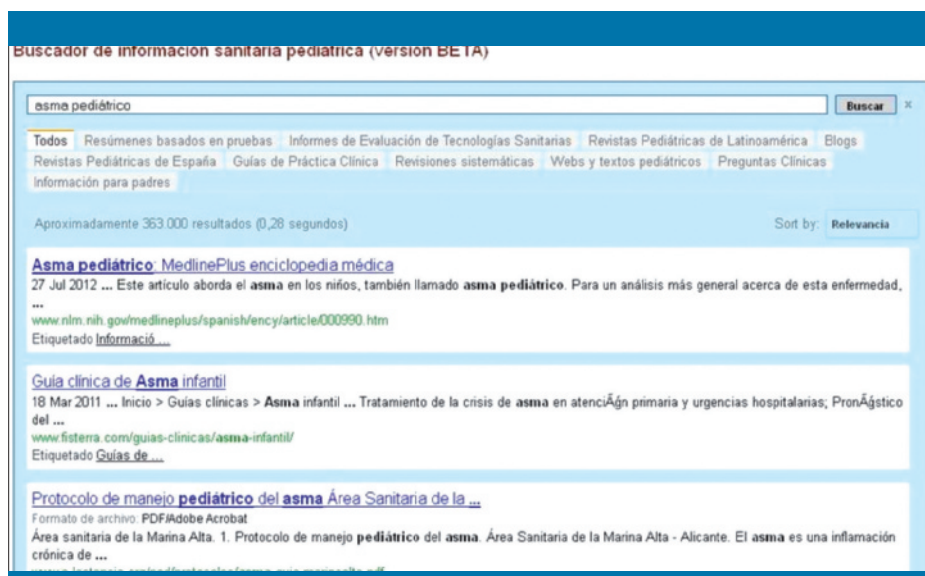 Buscador de información sanitaria pediátrica (versión BETA)
asma pediátrico
Buscar ×
Todos Resúmenes basados en pruebas Informes de Evaluación de Tecnologías Sanitarias Revistas Pediátricas de Latinoamérica Blogs
Revistas Pediátricas de España Guías de Práctica Clínica Revisiones sistemáticas Webs y textos pediátricos Preguntas Clínicas
Información para padres
Aproximadamente 363.000 resultados (0,28 segundos)
Sort by: Relevancia
Asma pediátrico: MedlinePlus enciclopedia médica
27 Jul 2012 ... Este artículo aborda el asma en los niños, también llamado asma pediátrico. Para un análisis más general acerca de esta enfermedad,
...
www.nlm.nih.gov/medlineplus/spanish/ency/article/000990.htm
Etiquetado Informació ...
Guía clínica de Asma infantil
18 Mar 2011 ... Inicio > Guías clínicas > Asma infantil ... Tratamiento de la crisis de asma en atenciÃ³n primaria y urgencias hospitalarias; PronÃ³stico
del ...
www.fisterra.com/guias-clinicas/asma-infantil/
Etiquetado Guías de ...
Protocolo de manejo pediátrico del asma Área Sanitaria de la ...
Formato de archivo: PDF/Adobe Acrobat
Área sanitaria de la Marina Alta. 1. Protocolo de manejo pediátrico del asma. Área Sanitaria de la Marina Alta - Alicante. El asma es una inflamación
crónica de ...